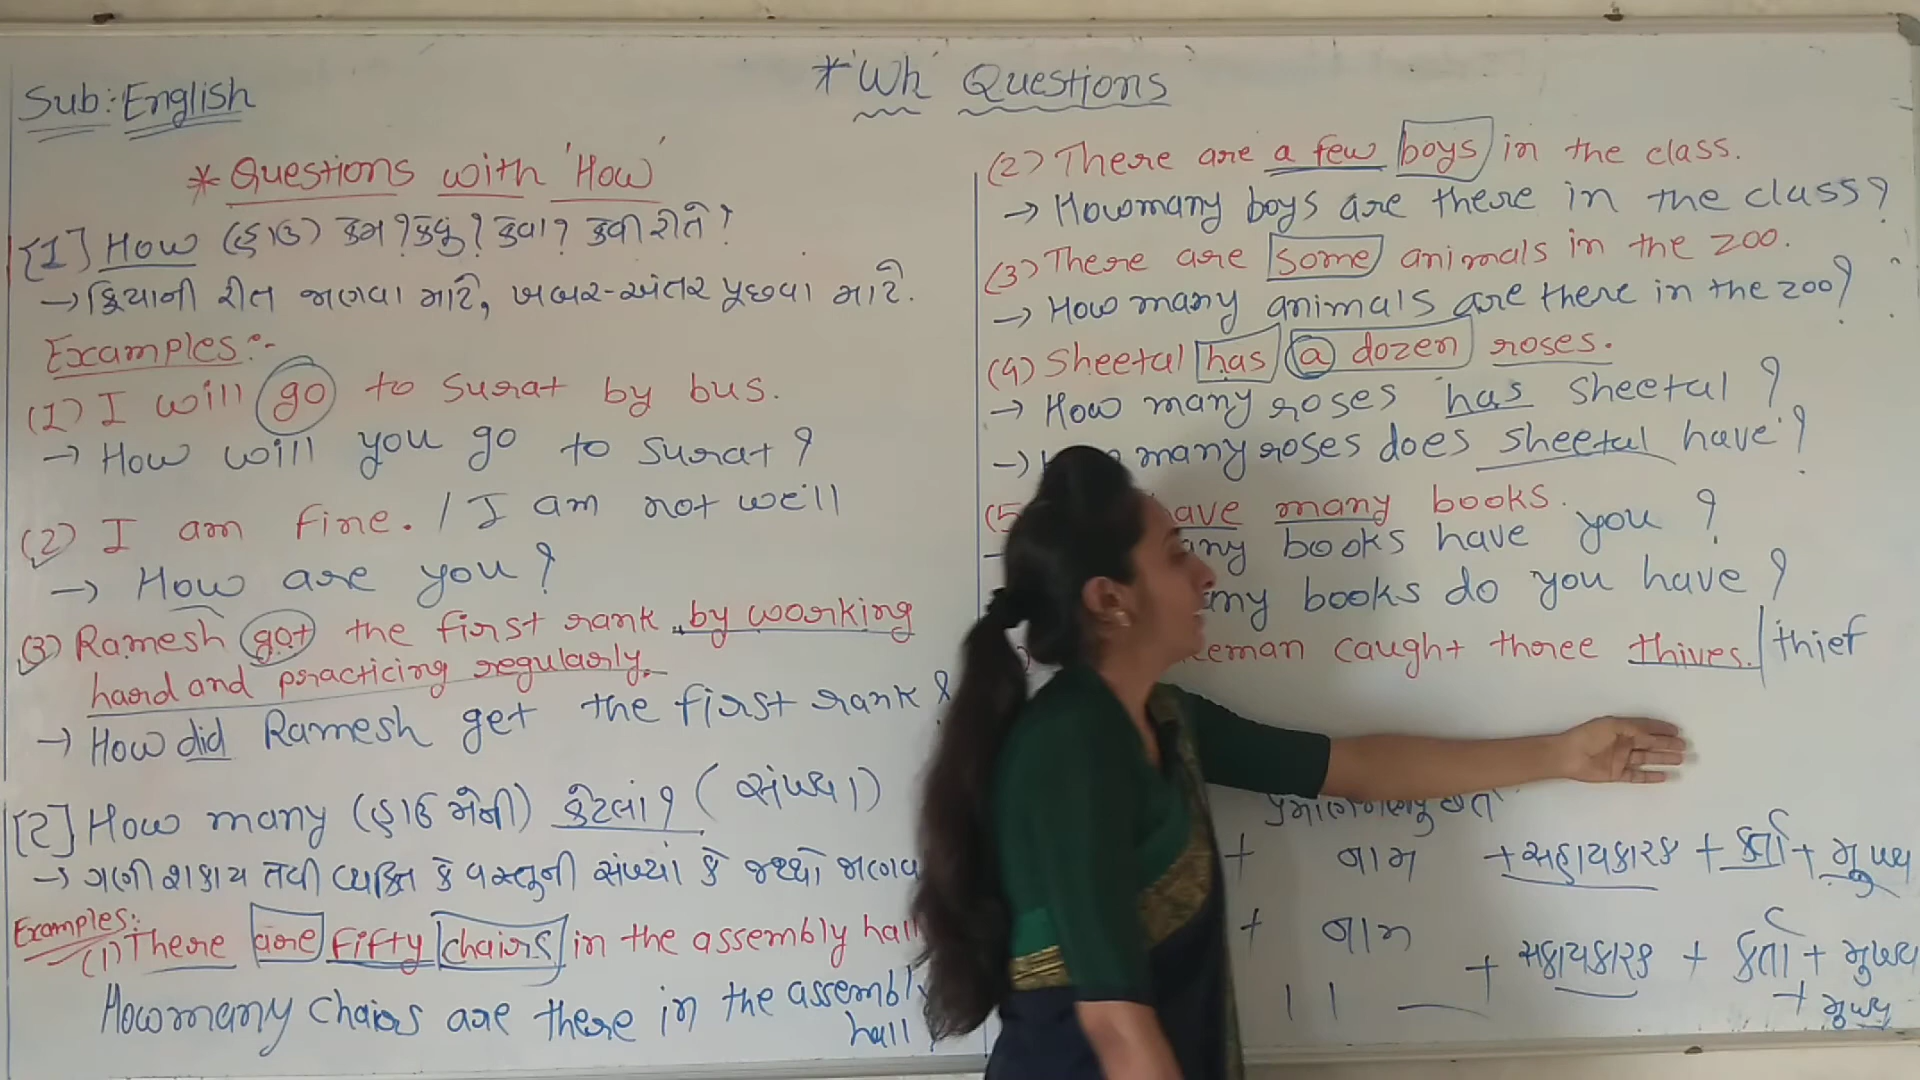 Sub: English
* 'Wh' Questions
* Questions with 'How'
[1] How (હાઉ) કેમ? કેવું? કેવા? કેવી રીતે?
→ ક્રિયાની રીત જાણવા માટે, ખબર-અંતર પૂછવા માટે.
Examples:-
(1) I will go to Surat by bus.
→ How will you go to Surat?
(2) I am fine. / I am not well
→ How are you?
(3) Ramesh got the first rank by working
hard and practicing regularly.
→ How did Ramesh get the first rank?
[2] How many (હાઉ મેની) કેટલાં? (સંખ્યા)
→ ગણી શકાય તેવી વ્યક્તિ કે વસ્તુની સંખ્યા કે જથ્થો
Examples:
(1) There are fifty chairs in the assembly hall
How many chairs are there in the assembly
hall?
(2) There are a few boys in the class.
→ How many boys are there in the class?
(3) There are some animals in the zoo.
→ How many animals are there in the zoo?
(4) Sheetal has a dozen roses.
→ How many roses has Sheetal?
→ many roses does Sheetal have?
(5) have many books.
many books have you?
many books do you have?
caught three thives. | thief
+ નામ + સહાયકારક + કર્તા + મુખ્ય
+ નામ + સહાયકારક + કર્તા + મુખ્ય
+ મુખ્ય